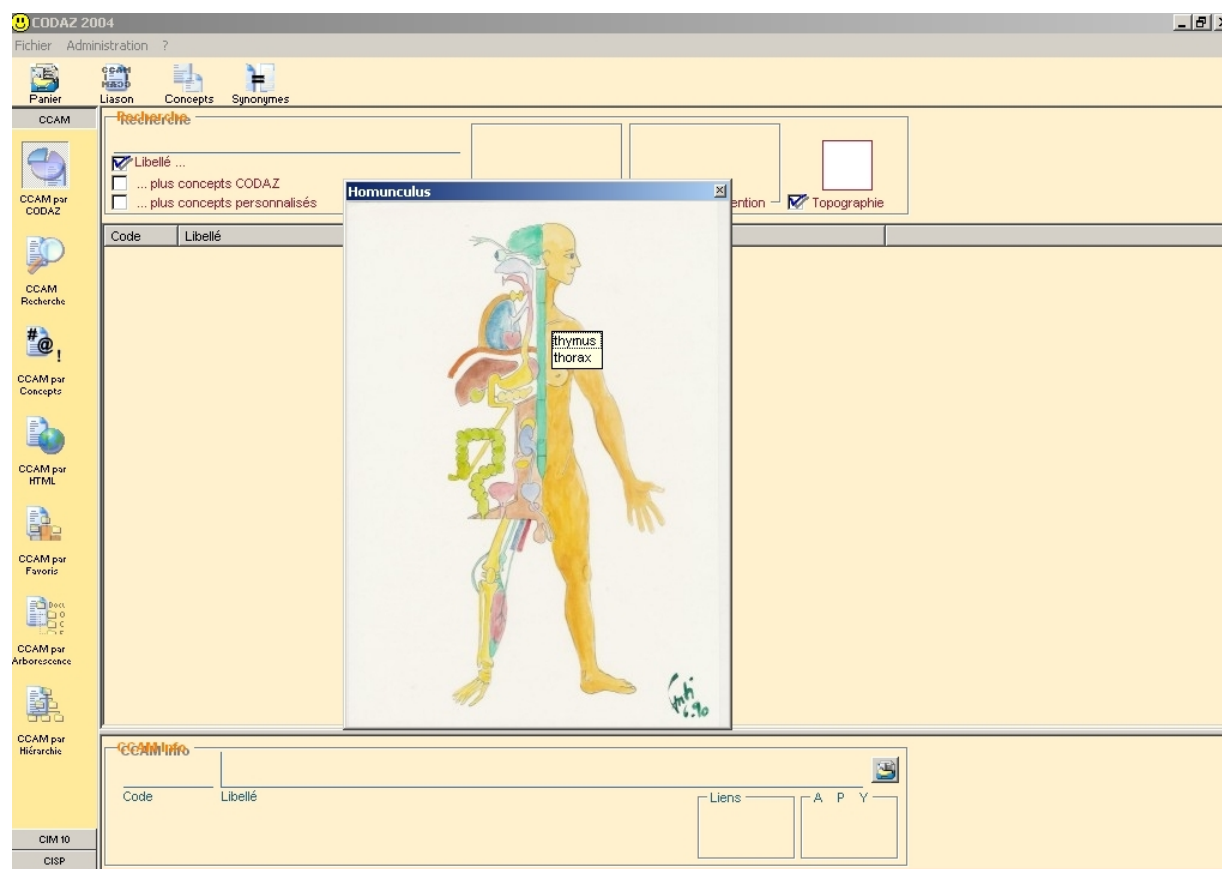 CODAZ 2004
Fichier Administration ?
Panier Liason Concepts Synonymes
CCAM
Recherche
Libellé ...
... plus concepts CODAZ
... plus concepts personnalisés
ention
Topographie
Code Libellé
Homunculus
thymus
thorax
CCAM par
CODAZ
CCAM
Recherche
CCAM par
Concepts
CCAM par
HTML
CCAM par
Favoris
CCAM par
Arborescence
CCAM par
Hiérarchie
CIM 10
CISP
CCAM Info
Code Libellé
Liens
A P Y